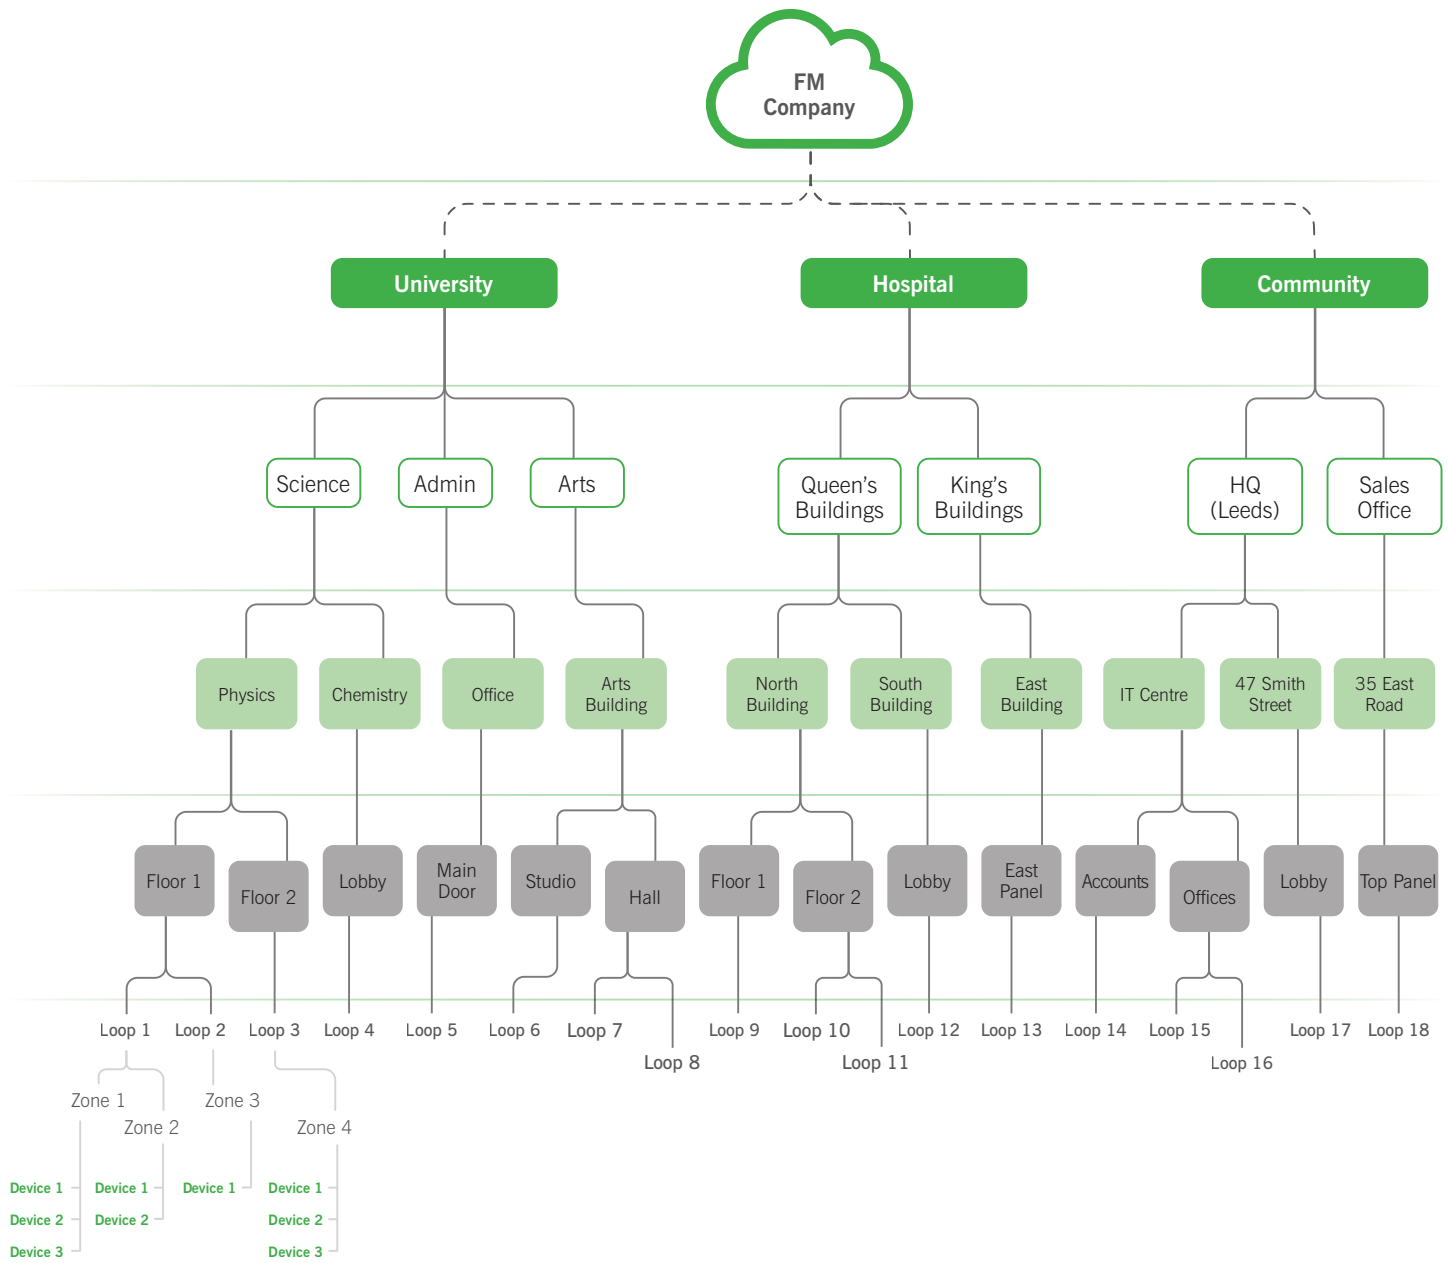 FM
Company
University
Hospital
Community
Science
Admin
Arts
Queen’s
Buildings
King’s
Buildings
HQ
(Leeds)
Sales
Office
Physics
Chemistry
Office
Arts
Building
North
Building
South
Building
East
Building
IT Centre
47 Smith
Street
35 East
Road
Floor 1
Floor 2
Lobby
Main
Door
Studio
Hall
Floor 1
Floor 2
Lobby
East
Panel
Accounts
Offices
Lobby
Top Panel
Loop 1
Loop 2
Loop 3
Loop 4
Loop 5
Loop 6
Loop 7
Loop 8
Loop 9
Loop 10
Loop 11
Loop 12
Loop 13
Loop 14
Loop 15
Loop 16
Loop 17
Loop 18
Zone 1
Zone 2
Zone 3
Zone 4
Device 1
Device 2
Device 3
Device 1
Device 2
Device 1
Device 1
Device 2
Device 3